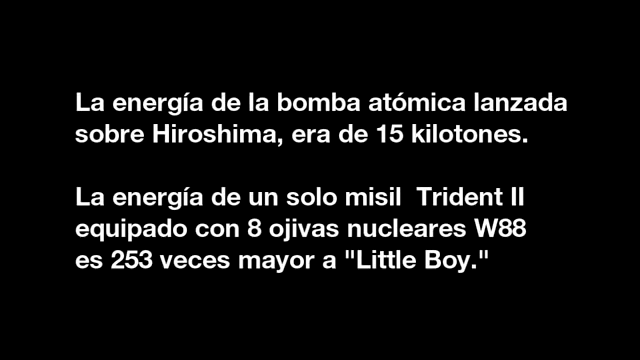 La energía de la bomba atómica lanzada
sobre Hiroshima, era de 15 kilotones.
La energía de un solo misil  Trident II
equipado con 8 ojivas nucleares W88
es 253 veces mayor a "Little Boy."